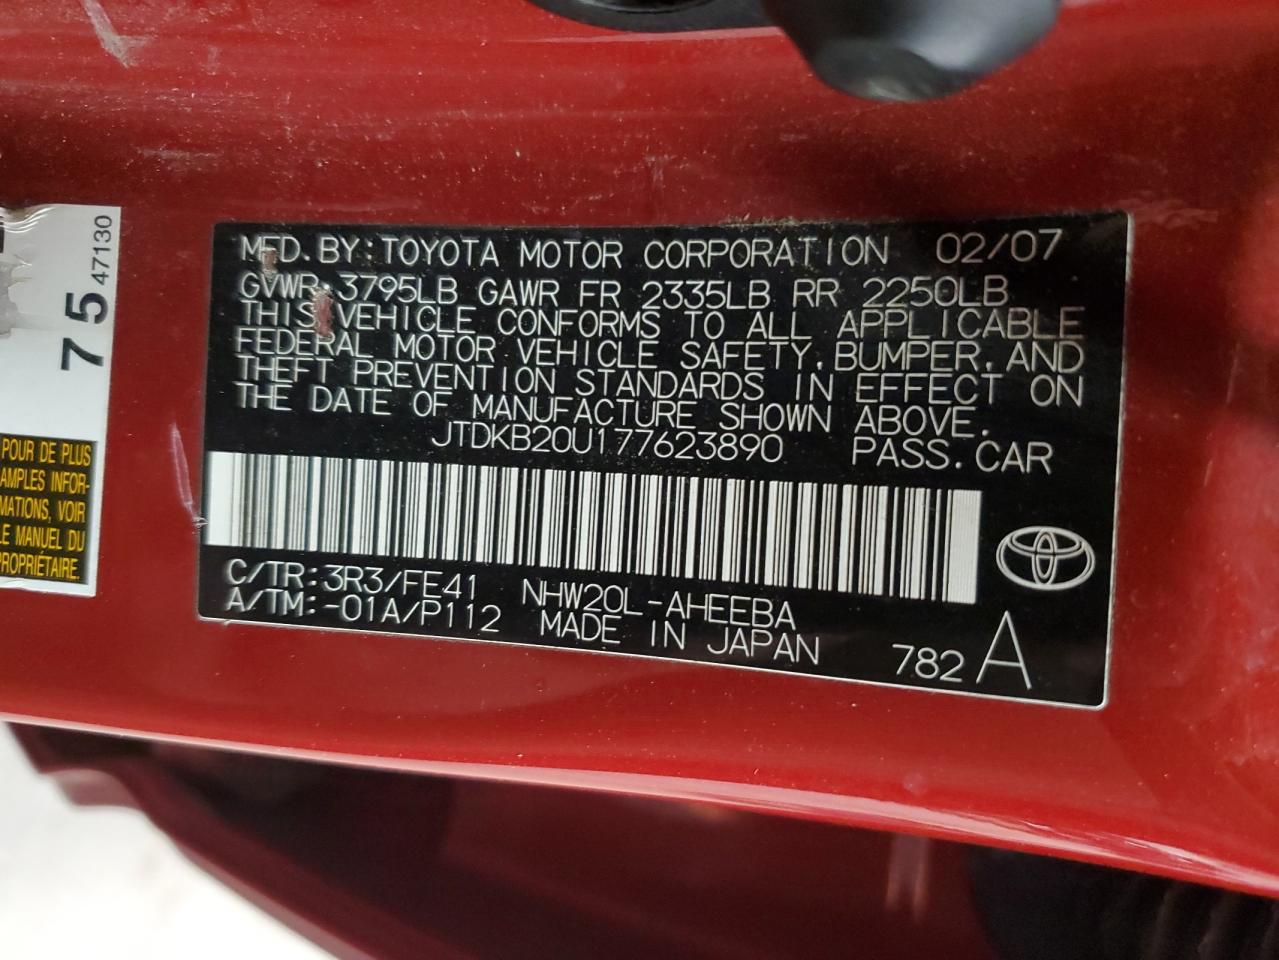 MFD. BY: TOYOTA MOTOR CORPORATION 02/07
GVWR: 3795LB GAWR FR 2335LB RR 2250LB
THIS VEHICLE CONFORMS TO ALL APPLICABLE
FEDERAL MOTOR VEHICLE SAFETY, BUMPER, AND
THEFT PREVENTION STANDARDS IN EFFECT ON
THE DATE OF MANUFACTURE SHOWN ABOVE.
JTDKB20U177623890 PASS. CAR
C/TR: 3R3/FE41 NHW20L-AHEEBA
A/TM: -01A/P112 MADE IN JAPAN 782 A
75 47130
POUR DE PLUS
AMPLES INFOR-
MATIONS, VOIR
LE MANUEL DU
PROPRIÉTAIRE.